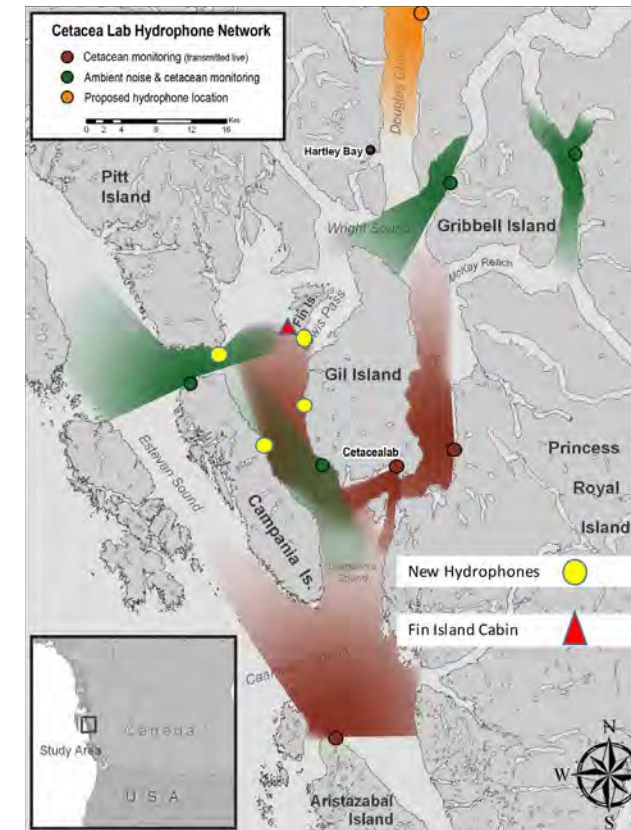 Cetacea Lab Hydrophone Network
Cetacean monitoring (transmitted live)
Ambient noise & cetacean monitoring
Proposed hydrophone location
0 2 4 8 12 16
Km
Douglas
Hartley Bay
Pitt
Island
Wright Sound
Gribbell Island
McKay Reach
Fin Is.
Pass
Gil Island
Cetacealab
Princess
Royal
Island
Estevan Sound
Campania Is.
Sound
New Hydrophones
Fin Island Cabin
Study Area
Canada
U S A
Aristazabal
Island
N
W
E
S